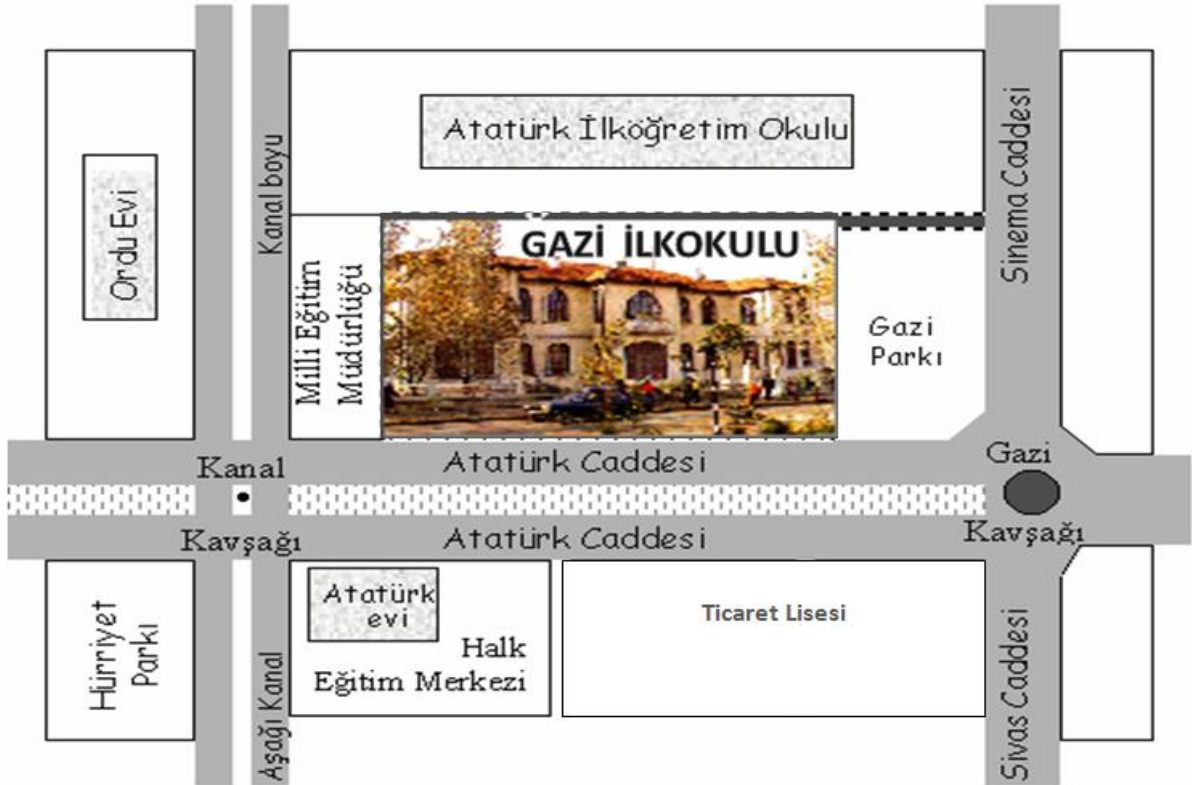 Atatürk İlköğretim Okulu
Ordu Evi
Kanal boyu
Sinema Caddesi
GAZİ İLKOKULU
Milli Eğitim
Müdürlüğü
Gazi
Parkı
Kanal
Atatürk Caddesi
Gazi
Kavşağı
Atatürk Caddesi
Kavşağı
Hürriyet
Parkı
Aşağı Kanal
Atatürk
evi
Halk
Eğitim Merkezi
Ticaret Lisesi
Sivas Caddesi